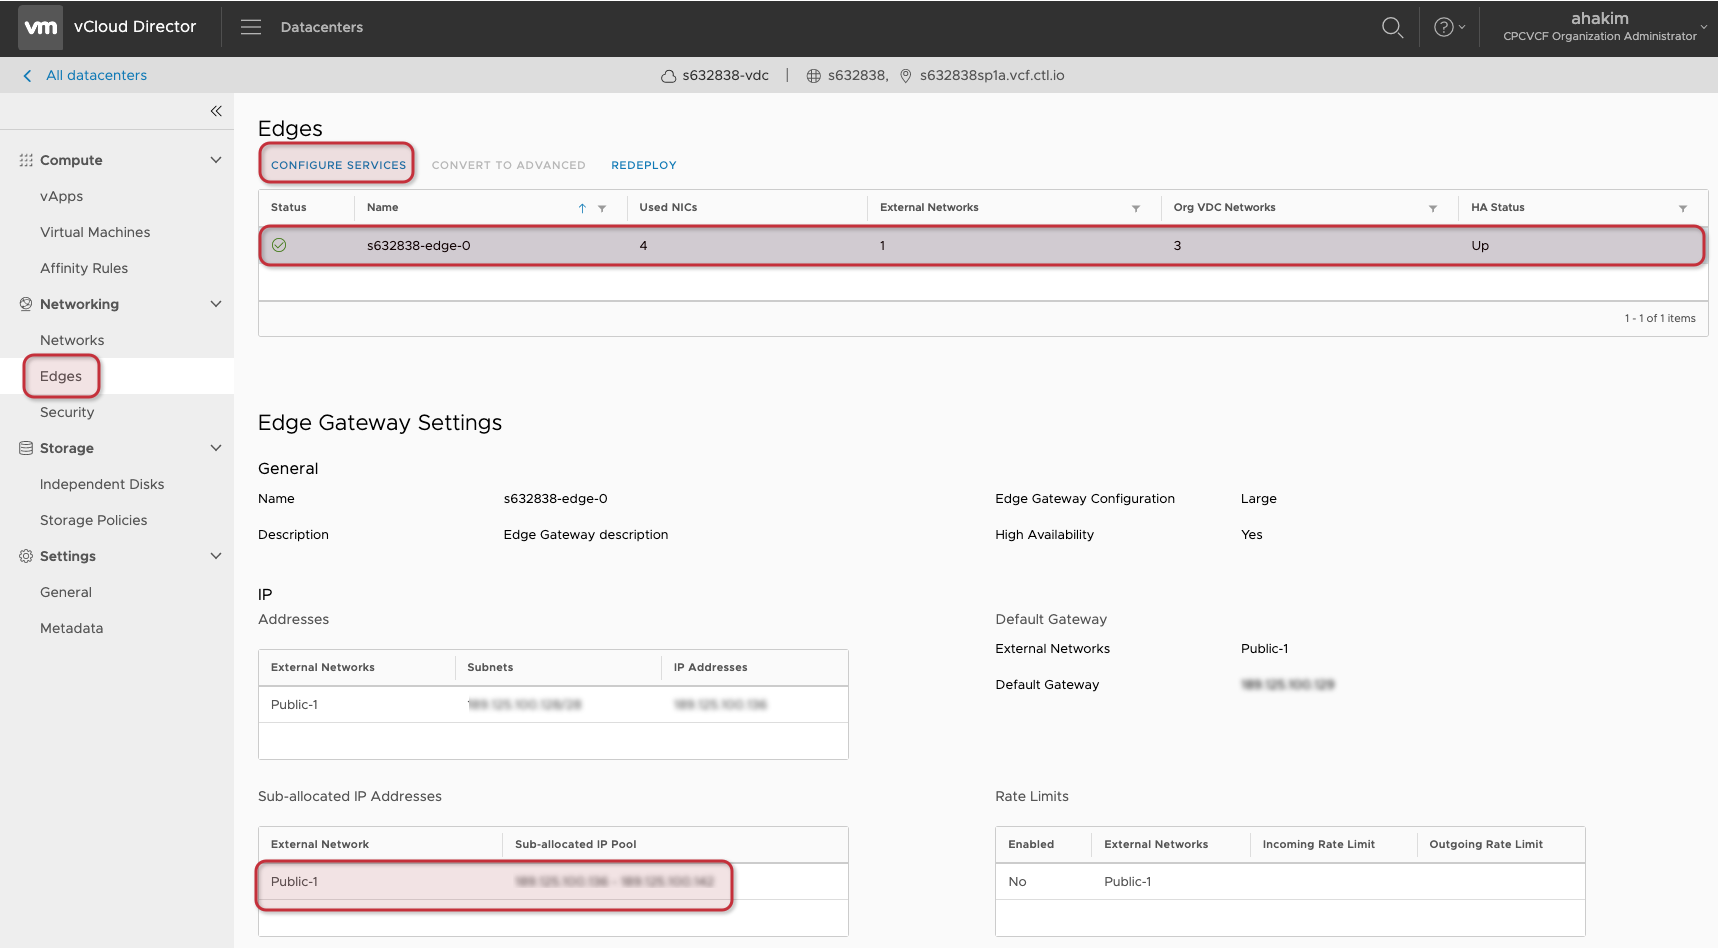 vm vCloud Director Datacenters
ahakim
CPCVCF Organization Administrator
All datacenters
s632838-vdc | s632838, s632838sp1a.vcf.ctl.io
Compute
vApps
Virtual Machines
Affinity Rules
Networking
Networks
Edges
Security
Storage
Independent Disks
Storage Policies
Settings
General
Metadata
Edges
CONFIGURE SERVICES CONVERT TO ADVANCED REDEPLOY
Status Name Used NICs External Networks Org VDC Networks HA Status
s632838-edge-0 4 1 3 Up
1 - 1 of 1 items
Edge Gateway Settings
General
Name s632838-edge-0 Edge Gateway Configuration Large
Description Edge Gateway description High Availability Yes
IP
Addresses
External Networks Subnets IP Addresses
Public-1
Default Gateway
External Networks Public-1
Default Gateway
Sub-allocated IP Addresses
External Network Sub-allocated IP Pool
Public-1
Rate Limits
Enabled External Networks Incoming Rate Limit Outgoing Rate Limit
No Public-1